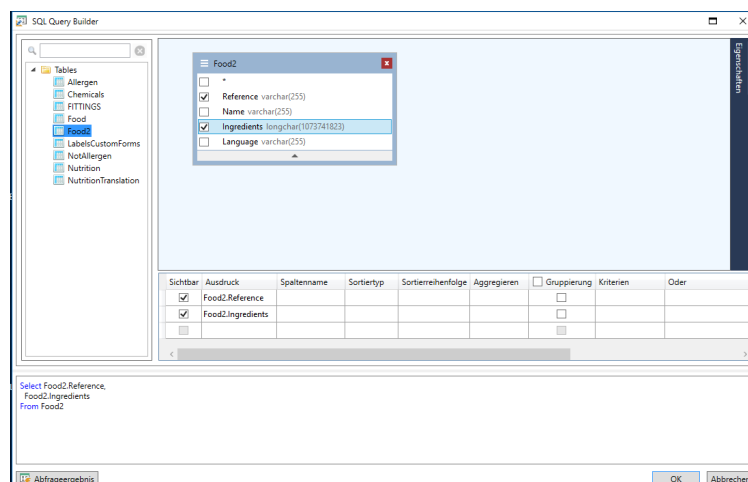 SQL Query Builder
Tables
Allergen
Chemicals
FITTINGS
Food
Food2
LabelsCustomForms
NotAllergen
Nutrition
NutritionTranslation
Food2
*
Reference varchar(255)
Name varchar(255)
Ingredients longchar(1073741823)
Language varchar(255)
Eigenschaften
Sichtbar Ausdruck Spaltenname Sortiertyp Sortierreihenfolge Aggregieren Gruppierung Kriterien Oder
Food2.Reference
Food2.Ingredients
Select Food2.Reference,
Food2.Ingredients
From Food2
Abfrageergebnis OK Abbrechen